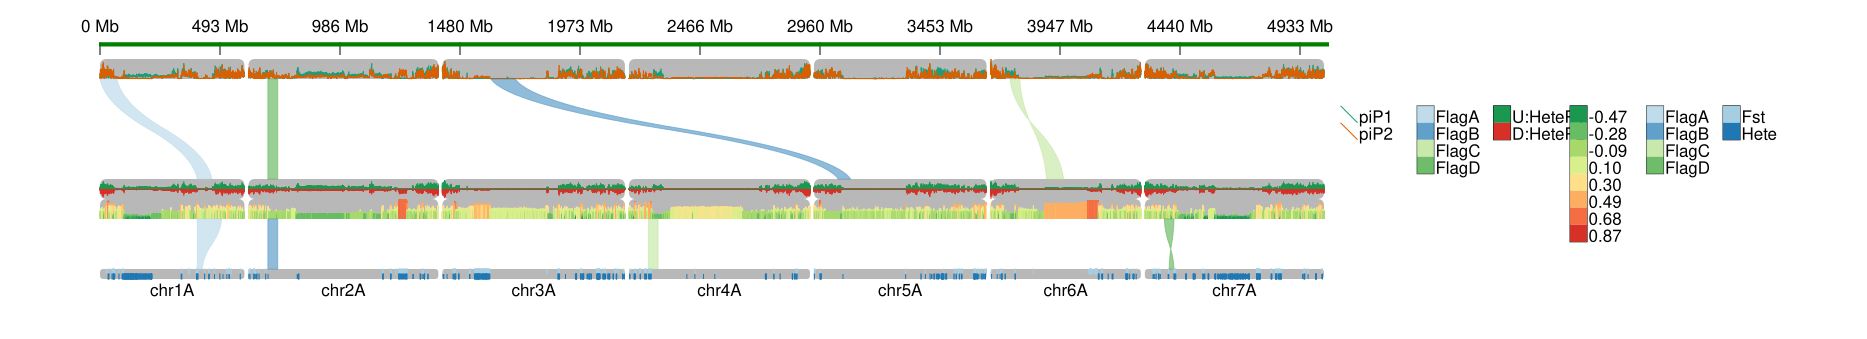 0 Mb 493 Mb 986 Mb 1480 Mb 1973 Mb 2466 Mb 2960 Mb 3453 Mb 3947 Mb 4440 Mb 4933 Mb
piP1
piP2
FlagA
FlagB
FlagC
FlagD
U:Hete
D:Hete
-0.47
-0.28
-0.09
0.10
0.30
0.49
0.68
0.87
FlagA
FlagB
FlagC
FlagD
Fst
Hete
chr1A chr2A chr3A chr4A chr5A chr6A chr7A